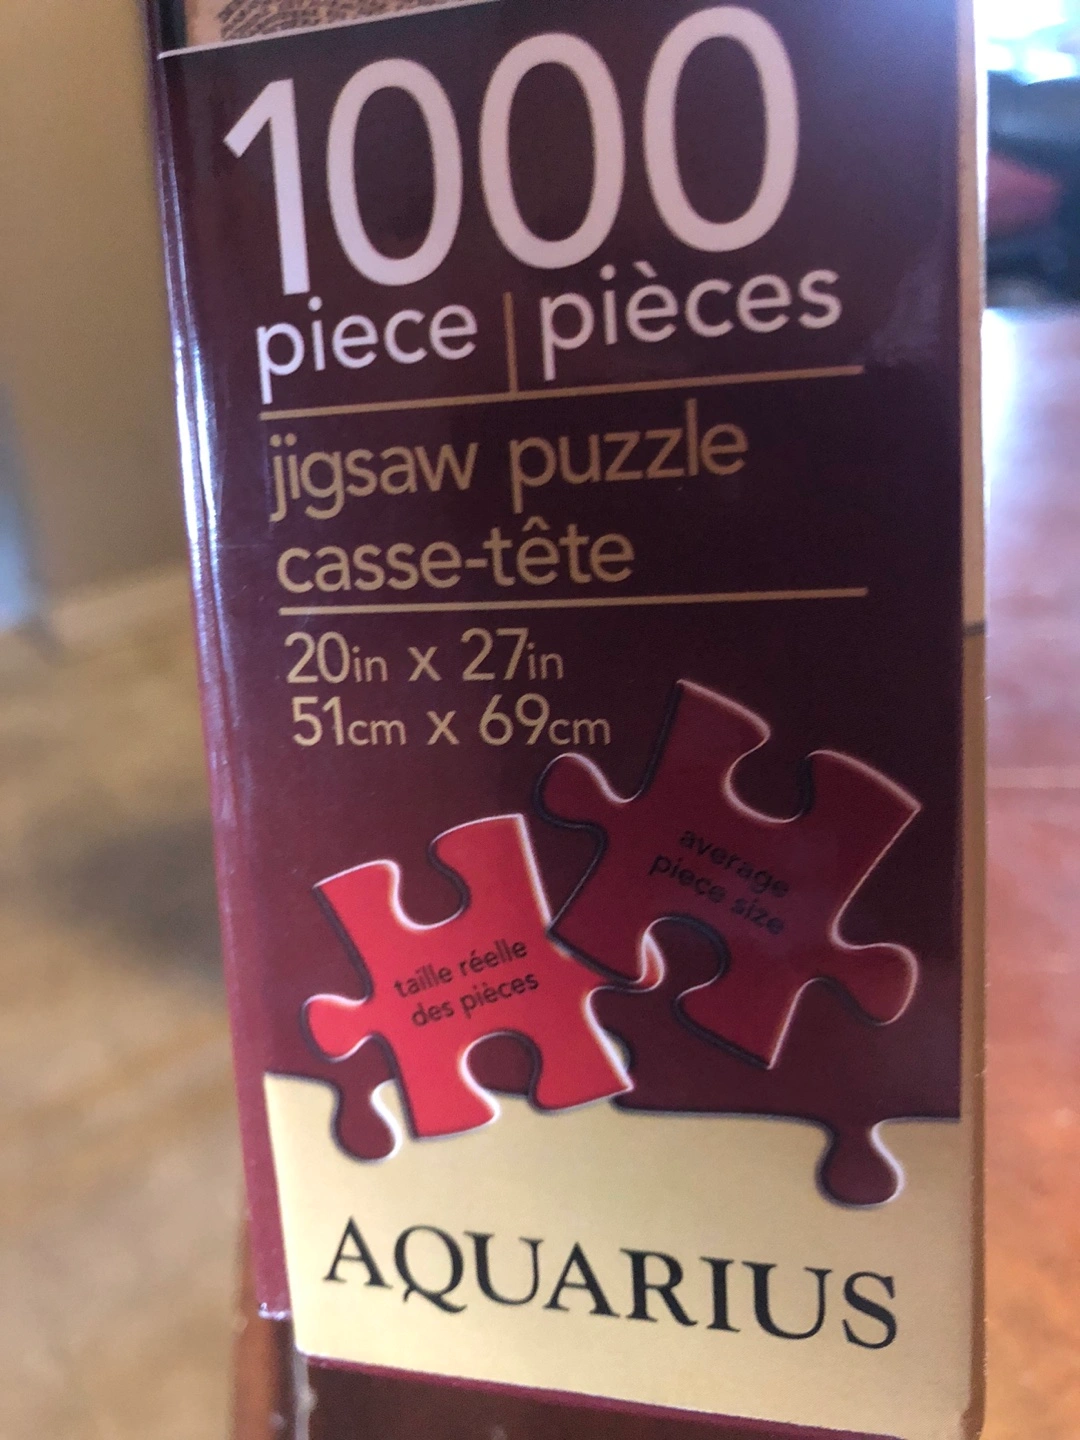 1000
piece | pièces
jigsaw puzzle
casse-tête
20in x 27in
51cm x 69cm
average
piece size
taille réelle
des pièces
AQUARIUS